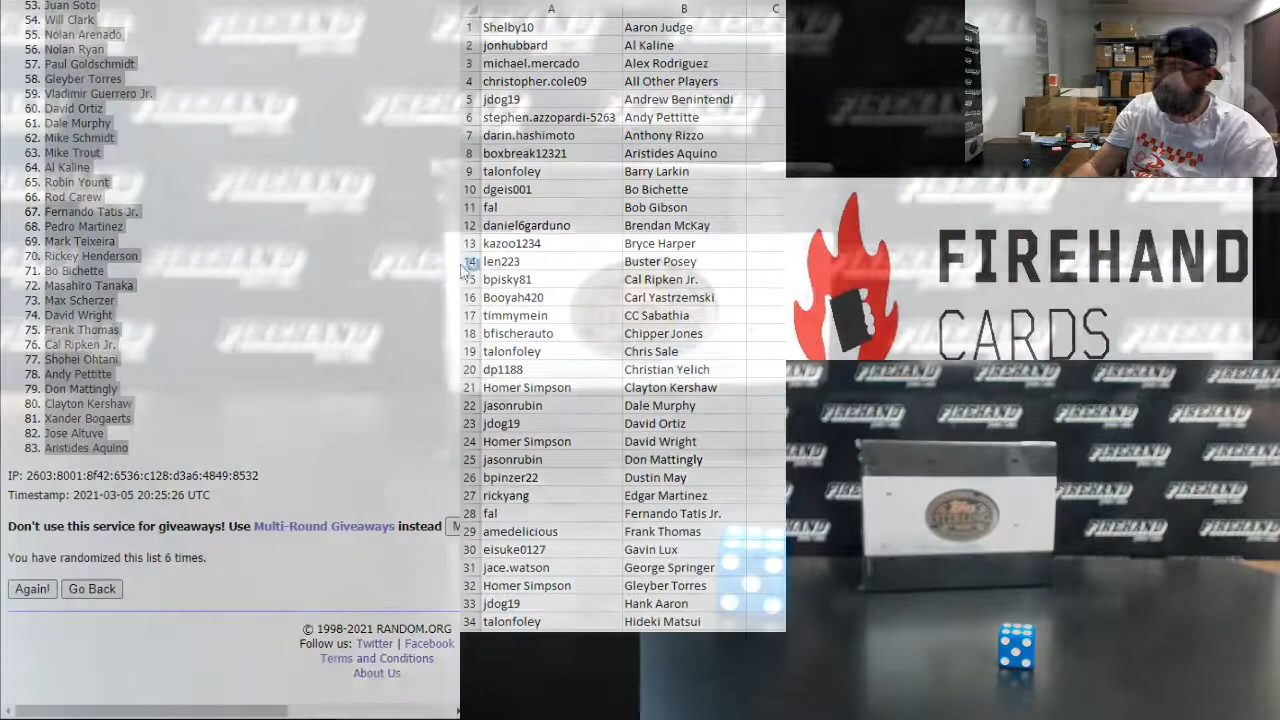 53. Juan Soto
54. Will Clark
55. Nolan Arenado
56. Nolan Ryan
57. Paul Goldschmidt
58. Gleyber Torres
59. Vladimir Guerrero Jr.
60. David Ortiz
61. Dale Murphy
62. Mike Schmidt
63. Mike Trout
64. Al Kaline
65. Robin Yount
66. Rod Carew
67. Fernando Tatis Jr.
68. Pedro Martinez
69. Mark Teixeira
70. Rickey Henderson
71. Bo Bichette
72. Masahiro Tanaka
73. Max Scherzer
74. David Wright
75. Frank Thomas
76. Cal Ripken Jr.
77. Shohei Ohtani
78. Andy Pettitte
79. Don Mattingly
80. Clayton Kershaw
81. Xander Bogaerts
82. Jose Altuve
83. Aristides Aquino
IP: 2603:8001:8f42:6536:c128:d3a6:4849:8532
Timestamp: 2021-03-05 20:25:26 UTC
Don't use this service for giveaways! Use Multi-Round Giveaways instead
You have randomized this list 6 times.
Again! Go Back
© 1998-2021 RANDOM.ORG
Follow us: Twitter | Facebook
Terms and Conditions
About Us
A B C
1 Shelby10 Aaron Judge
2 jonhubbard Al Kaline
3 michael.mercado Alex Rodriguez
4 christopher.cole09 All Other Players
5 jdog19 Andrew Benintendi
6 stephen.azzopardi-5263 Andy Pettitte
7 darin.hashimoto Anthony Rizzo
8 boxbreak12321 Aristides Aquino
9 talonfoley Barry Larkin
10 dgeis001 Bo Bichette
11 fal Bob Gibson
12 daniel6garduno Brendan McKay
13 kazoo1234 Bryce Harper
14 len223 Buster Posey
15 bpisky81 Cal Ripken Jr.
16 Booyah420 Carl Yastrzemski
17 timmymein CC Sabathia
18 bfischerauto Chipper Jones
19 talonfoley Chris Sale
20 dp1188 Christian Yelich
21 Homer Simpson Clayton Kershaw
22 jasonrubin Dale Murphy
23 jdog19 David Ortiz
24 Homer Simpson David Wright
25 jasonrubin Don Mattingly
26 bpinzer22 Dustin May
27 rickyang Edgar Martinez
28 fal Fernando Tatis Jr.
29 amedelicious Frank Thomas
30 eisuke0127 Gavin Lux
31 jace.watson George Springer
32 Homer Simpson Gleyber Torres
33 jdog19 Hank Aaron
34 talonfoley Hideki Matsui
FIREHAND
CARDS